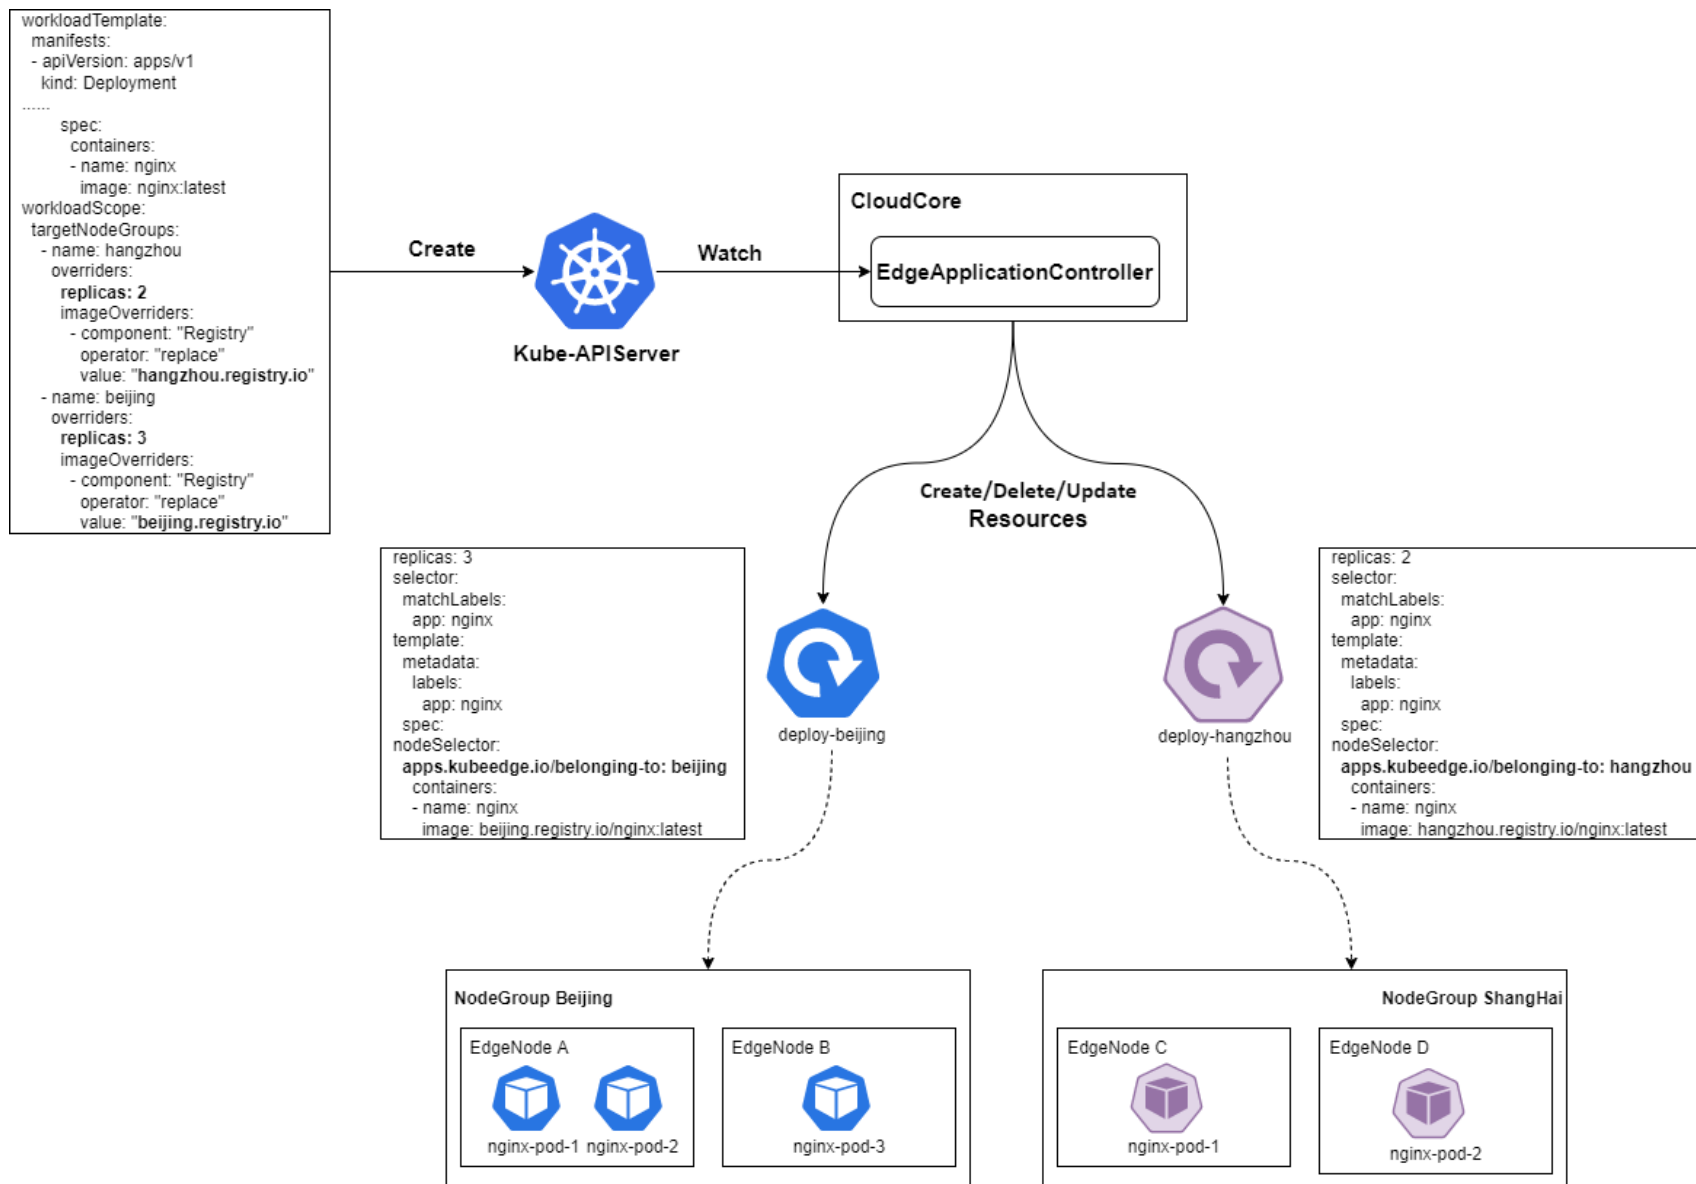 workloadTemplate:
manifests:
- apiVersion: apps/v1
kind: Deployment
......
spec:
containers:
- name: nginx
image: nginx:latest
workloadScope:
targetNodeGroups:
- name: hangzhou
overriders:
replicas: 2
imageOverriders:
- component: "Registry"
operator: "replace"
value: "hangzhou.registry.io"
- name: beijing
overriders:
replicas: 3
imageOverriders:
- component: "Registry"
operator: "replace"
value: "beijing.registry.io"
Create
Kube-APIServer
Watch
CloudCore
EdgeApplicationController
Create/Delete/Update
Resources
replicas: 3
selector:
matchLabels:
app: nginx
template:
metadata:
labels:
app: nginx
spec:
nodeSelector:
apps.kubeedge.io/belonging-to: beijing
containers:
- name: nginx
image: beijing.registry.io/nginx:latest
deploy-beijing
deploy-hangzhou
replicas: 2
selector:
matchLabels:
app: nginx
template:
metadata:
labels:
app: nginx
spec:
nodeSelector:
apps.kubeedge.io/belonging-to: hangzhou
containers:
- name: nginx
image: hangzhou.registry.io/nginx:latest
NodeGroup Beijing
EdgeNode A
nginx-pod-1
nginx-pod-2
EdgeNode B
nginx-pod-3
NodeGroup ShangHai
EdgeNode C
nginx-pod-1
EdgeNode D
nginx-pod-2